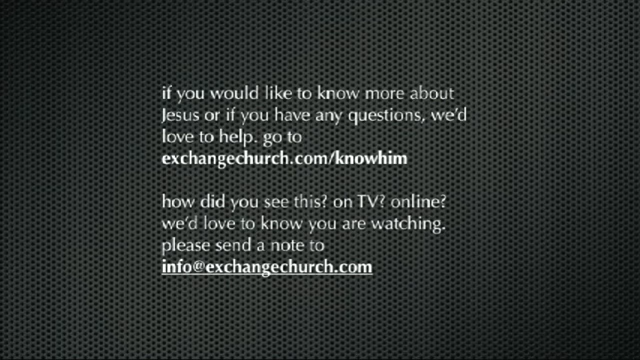 if you would like to know more about
Jesus or if you have any questions, we'd
love to help. go to
exchangechurch.com/knowhim
how did you see this? on TV? online?
we'd love to know you are watching.
please send a note to
info@exchangechurch.com